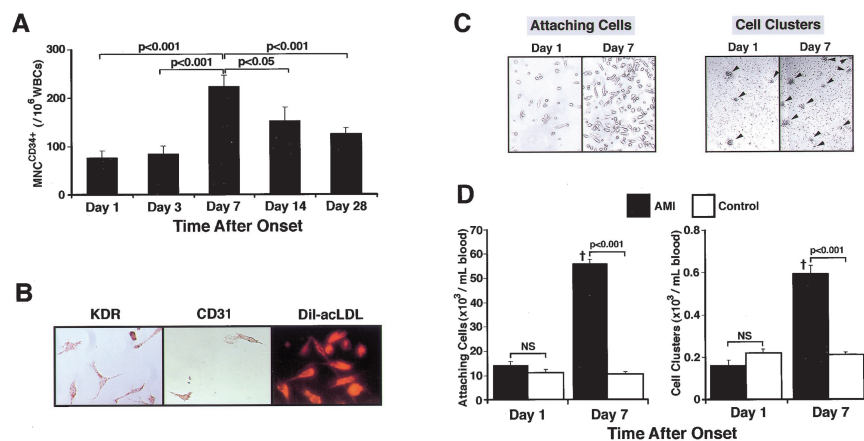 A
p<0.001
p<0.001
p<0.001
p<0.05
300
200
100
0
MNC^CD34+ (/ 10^6 WBCs)
Day 1 Day 3 Day 7 Day 14 Day 28
Time After Onset
B
KDR CD31 DiI-acLDL
C
Attaching Cells
Day 1 Day 7
Cell Clusters
Day 1 Day 7
D
AMI Control
70
60
50
40
30
20
10
0
Attaching Cells (x10^3 / mL blood)
NS
†
p<0.001
Day 1 Day 7
0.8
0.6
0.4
0.2
0
Cell Clusters (x10^3 / mL blood)
NS
†
p<0.001
Day 1 Day 7
Time After Onset